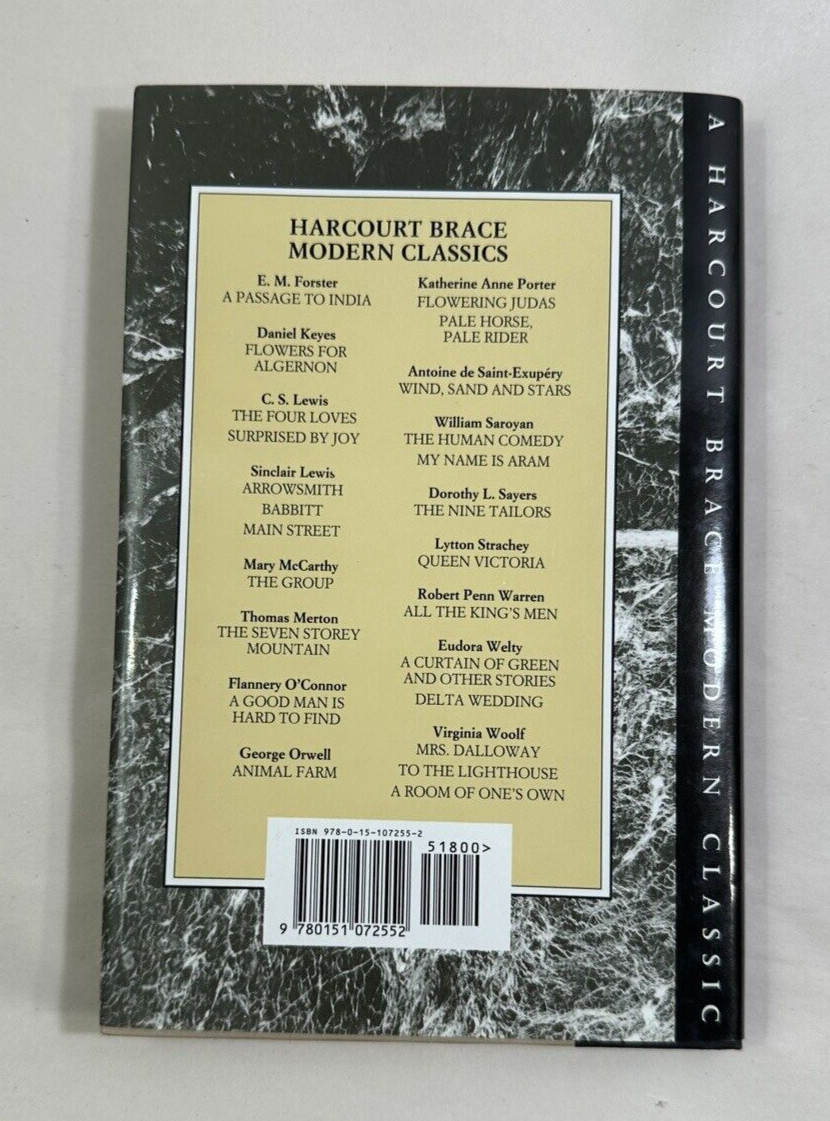 HARCOURT BRACE
MODERN CLASSICS
E. M. Forster
A PASSAGE TO INDIA
Daniel Keyes
FLOWERS FOR
ALGERNON
C. S. Lewis
THE FOUR LOVES
SURPRISED BY JOY
Sinclair Lewis
ARROWSMITH
BABBITT
MAIN STREET
Mary McCarthy
THE GROUP
Thomas Merton
THE SEVEN STOREY
MOUNTAIN
Flannery O'Connor
A GOOD MAN IS
HARD TO FIND
George Orwell
ANIMAL FARM
Katherine Anne Porter
FLOWERING JUDAS
PALE HORSE,
PALE RIDER
Antoine de Saint-Exupéry
WIND, SAND AND STARS
William Saroyan
THE HUMAN COMEDY
MY NAME IS ARAM
Dorothy L. Sayers
THE NINE TAILORS
Lytton Strachey
QUEEN VICTORIA
Robert Penn Warren
ALL THE KING'S MEN
Eudora Welty
A CURTAIN OF GREEN
AND OTHER STORIES
DELTA WEDDING
Virginia Woolf
MRS. DALLOWAY
TO THE LIGHTHOUSE
A ROOM OF ONE'S OWN
ISBN 978-0-15-107255-2
51800>
9 780151 072552
A HARCOURT BRACE MODERN CLASSIC